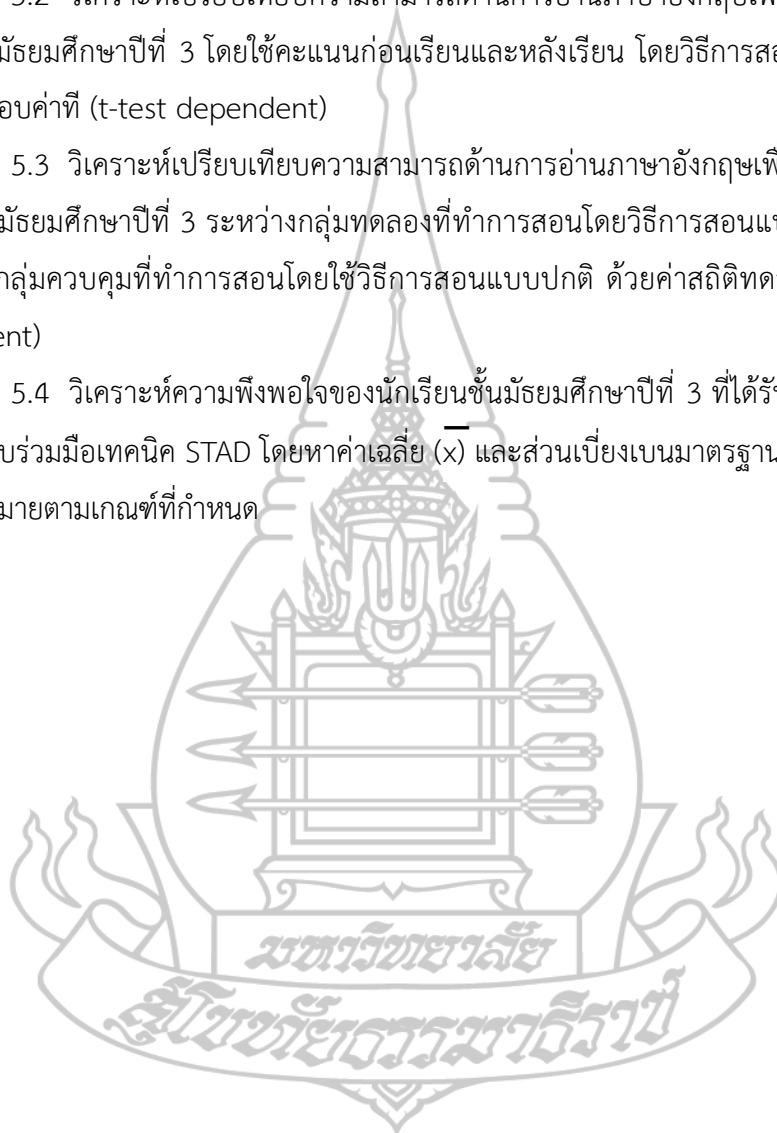 5.2 วิเคราะห์เปรียบเทียบความสามารถด้านการอ่านภาษาอังกฤษเพื่
มัธยมศึกษาปีที่ 3 โดยใช้คะแนนก่อนเรียนและหลังเรียน โดยวิธีการสอ
อบค่าที (t-test dependent)
5.3 วิเคราะห์เปรียบเทียบความสามารถด้านการอ่านภาษาอังกฤษเพื่
มัธยมศึกษาปีที่ 3 ระหว่างกลุ่มทดลองที่ทำการสอนโดยวิธีการสอนแบ
กลุ่มควบคุมที่ทำการสอนโดยใช้วิธีการสอนแบบปกติ ด้วยค่าสถิติทด
ent)
5.4 วิเคราะห์ความพึงพอใจของนักเรียนชั้นมัธยมศึกษาปีที่ 3 ที่ได้รั
บร่วมมือเทคนิค STAD โดยหาค่าเฉลี่ย (x̄) และส่วนเบี่ยงเบนมาตรฐาน
มายตามเกณฑ์ที่กำหนด
มหาวิทยาลัย
สุโขทัยธรรมาธิราช